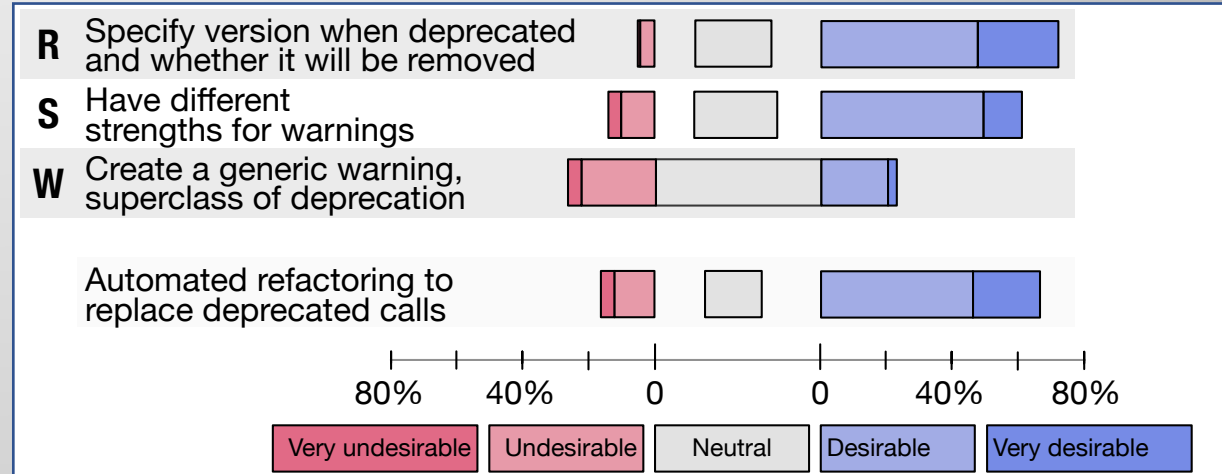 R Specify version when deprecated
and whether it will be removed
S Have different
strengths for warnings
W Create a generic warning,
superclass of deprecation
Automated refactoring to
replace deprecated calls
80% 40% 0 0 40% 80%
Very undesirable Undesirable Neutral Desirable Very desirable